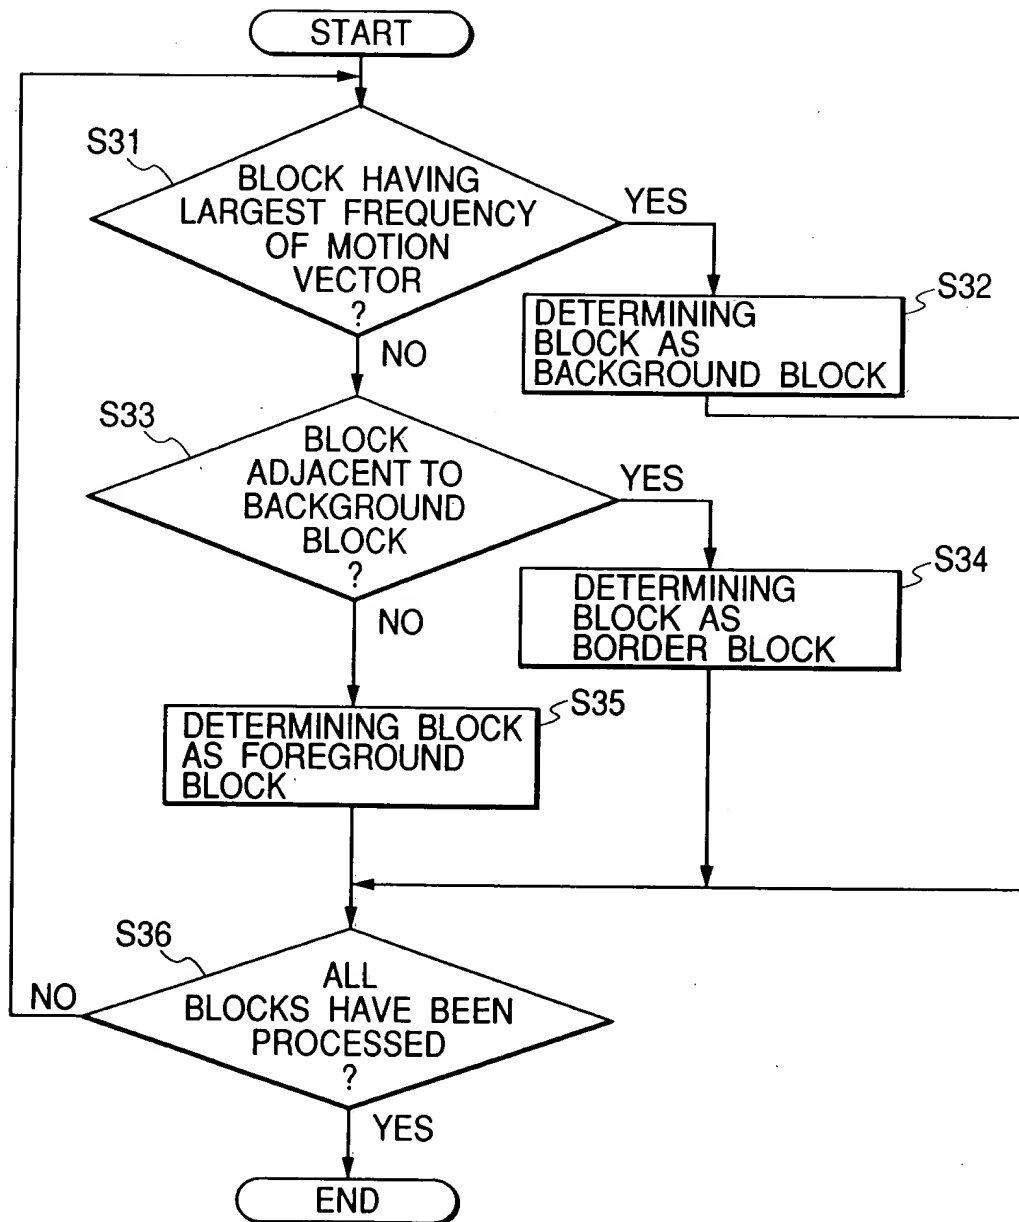 START
S31
BLOCK HAVING
LARGEST FREQUENCY
OF MOTION
VECTOR
?
YES
NO
S32
DETERMINING
BLOCK AS
BACKGROUND BLOCK
S33
BLOCK
ADJACENT TO
BACKGROUND
BLOCK
?
YES
NO
S34
DETERMINING
BLOCK AS
BORDER BLOCK
S35
DETERMINING BLOCK
AS FOREGROUND
BLOCK
S36
ALL
BLOCKS HAVE BEEN
PROCESSED
?
NO
YES
END